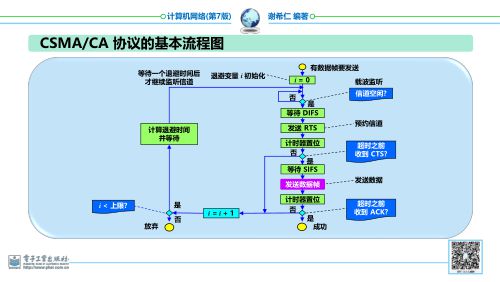 计算机网络(第7版)
谢希仁 编著
CSMA/CA 协议的基本流程图
有数据帧要发送
等待一个退避时间后
才继续监听信道
退避变量 i 初始化
i = 0
载波监听
信道空闲?
否
是
等待 DIFS
发送 RTS
预约信道
计算退避时间
并等待
计时器置位
超时之前
收到 CTS?
否
是
等待 SIFS
发送数据帧
发送数据
计时器置位
i < 上限?
是
否
i = i + 1
否
是
超时之前
收到 ACK?
放弃
成功
电子工业出版社
http://www.phei.com.cn